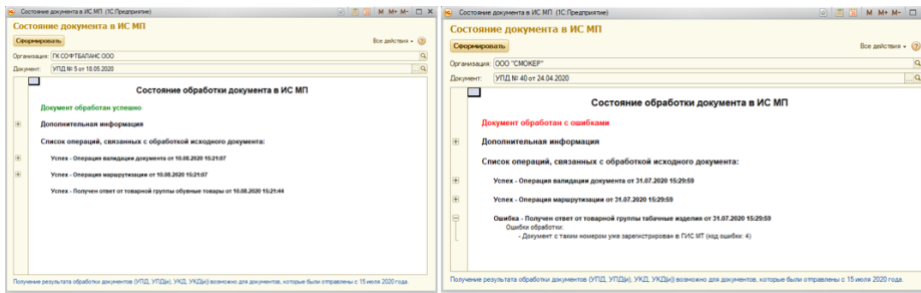 Состояние документа в ИС МП (1С:Предприятие)
M M+ M-
Состояние документа в ИС МП
Сформировать
Все действия
Организация: ГК СОФТБАЛАНС ООО
Документ: УПД № 5 от 10.05.2020
Состояние обработки документа в ИС МП
Документ обработан успешно
Дополнительная информация
Список операций, связанных с обработкой исходного документа:
Успех - Операция валидации документа от 10.08.2020 15:21:07
Успех - Операция маршрутизации от 10.08.2020 15:21:07
Успех - Получен ответ от товарной группы обувные товары от 10.08.2020 15:21:44
Получение результата обработки документов (УПД, УПДи), УКД, УКДи) возможно для документов, которые были отправлены с 15 июля 2020 года.
Состояние документа в ИС МП (1С:Предприятие)
M M+ M-
Состояние документа в ИС МП
Сформировать
Все действия
Организация: ООО "СМОКЕР"
Документ: УПД № 40 от 24.04.2020
Состояние обработки документа в ИС МП
Документ обработан с ошибками
Дополнительная информация
Список операций, связанных с обработкой исходного документа:
Успех - Операция валидации документа от 31.07.2020 15:29:59
Успех - Операция маршрутизации от 31.07.2020 15:29:59
Ошибка - Получен ответ от товарной группы табачные изделия от 31.07.2020 15:29:59
Ошибки обработки:
- Документ с таким номером уже зарегистрирован в ГИС МТ (код ошибки: 4)
Получение результата обработки документов (УПД, УПДи), УКД, УКДи) возможно для документов, которые были отправлены с 15 июля 2020 года.